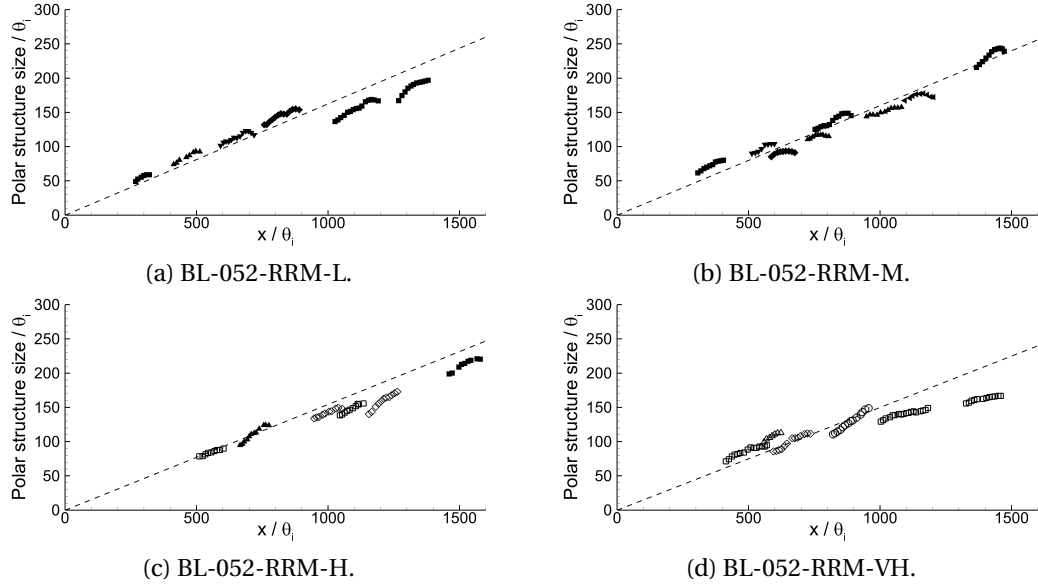 300
250
200
150
100
50
0
Polar structure size / θi
0 500 1000 1500
x / θi
(a) BL-052-RRM-L.
300
250
200
150
100
50
0
Polar structure size / θi
0 500 1000 1500
x / θi
(b) BL-052-RRM-M.
300
250
200
150
100
50
0
Polar structure size / θi
0 500 1000 1500
x / θi
(c) BL-052-RRM-H.
300
250
200
150
100
50
0
Polar structure size / θi
0 500 1000 1500
x / θi
(d) BL-052-RRM-VH.